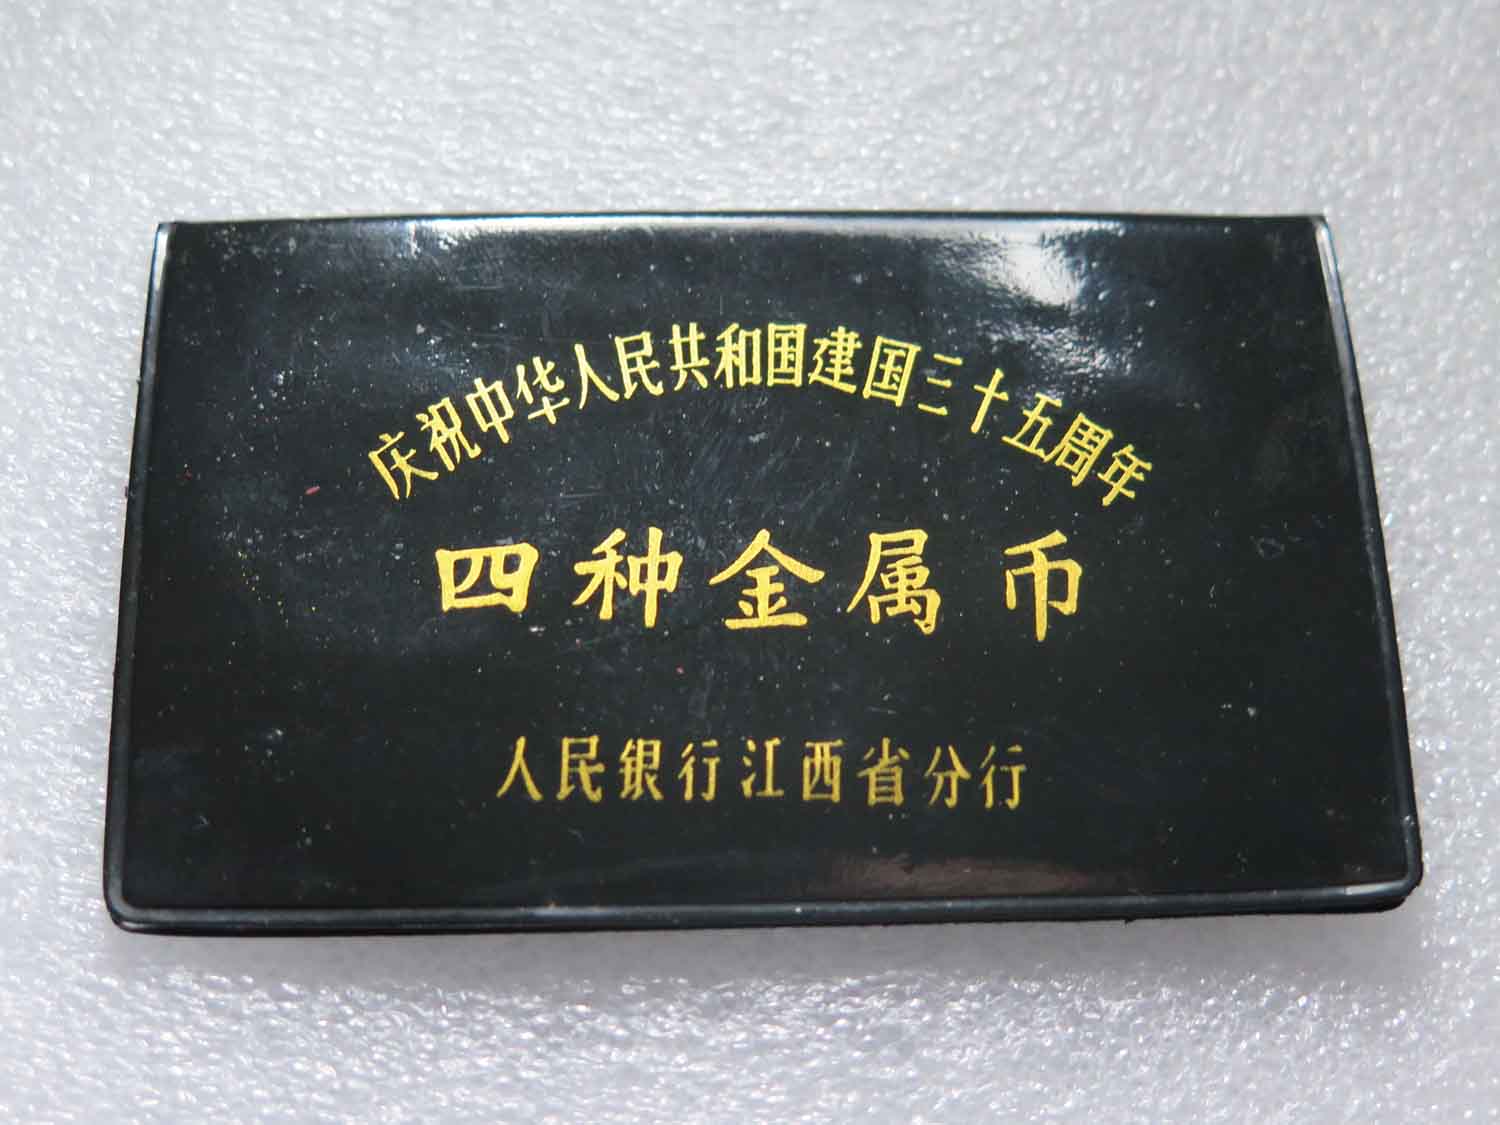 庆祝中华人民共和国建国三十五周年
四种金属币
人民银行江西省分行